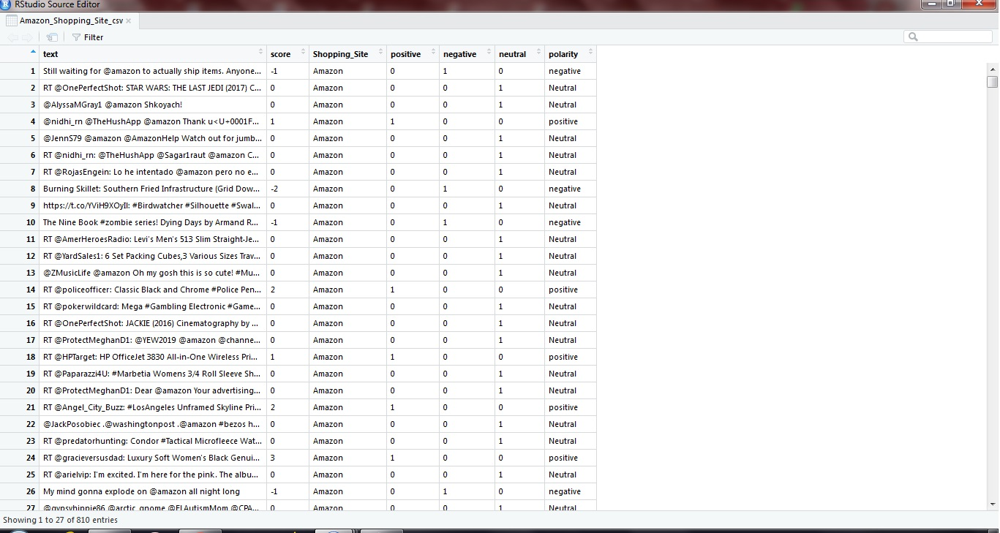 RStudio Source Editor
Amazon_Shopping_Site_csv
Filter
text score Shopping_Site positive negative neutral polarity
1 Still waiting for @amazon to actually ship items. Anyone... -1 Amazon 0 1 0 negative
2 RT @OnePerfectShot: STAR WARS: THE LAST JEDI (2017) C... 0 Amazon 0 0 1 Neutral
3 @AlyssaMGray1 @amazon Shkoyach! 0 Amazon 0 0 1 Neutral
4 @nidhi_rn @TheHushApp @amazon Thank u<U+0001F... 1 Amazon 1 0 0 positive
5 @JennS79 @amazon @AmazonHelp Watch out for jumb... 0 Amazon 0 0 1 Neutral
6 RT @nidhi_rn: @TheHushApp @Sagar1raut @amazon C... 0 Amazon 0 0 1 Neutral
7 RT @RojasEngein: Lo he intentado @amazon pero no e... 0 Amazon 0 0 1 Neutral
8 Burning Skillet: Southern Fried Infrastructure (Grid Dow... -2 Amazon 0 1 0 negative
9 https://t.co/YViH9XOyIl: #Birdwatcher #Silhouette #Swal... 0 Amazon 0 0 1 Neutral
10 The Nine Book #zombie series! Dying Days by Armand R... -1 Amazon 0 1 0 negative
11 RT @AmerHeroesRadio: Levi's Men's 513 Slim Straight-Je... 0 Amazon 0 0 1 Neutral
12 RT @YardSales1: 6 Set Packing Cubes,3 Various Sizes Trav... 0 Amazon 0 0 1 Neutral
13 @ZMusicLife @amazon Oh my gosh this is so cute! #Mu... 0 Amazon 0 0 1 Neutral
14 RT @policeofficer: Classic Black and Chrome #Police Pen... 2 Amazon 1 0 0 positive
15 RT @pokerwildcard: Mega #Gambling Electronic #Game... 0 Amazon 0 0 1 Neutral
16 RT @OnePerfectShot: JACKIE (2016) Cinematography by ... 0 Amazon 0 0 1 Neutral
17 RT @ProtectMeghanD1: @YEW2019 @amazon @channe... 0 Amazon 0 0 1 Neutral
18 RT @HPTarget: HP OfficeJet 3830 All-in-One Wireless Pri... 1 Amazon 1 0 0 positive
19 RT @Paparazzi4U: #Marbetia Womens 3/4 Roll Sleeve Sh... 0 Amazon 0 0 1 Neutral
20 RT @ProtectMeghanD1: Dear @amazon Your advertising... 0 Amazon 0 0 1 Neutral
21 RT @Angel_City_Buzz: #LosAngeles Unframed Skyline Pri... 2 Amazon 1 0 0 positive
22 @JackPosobiec .@washingtonpost .@amazon #bezos h... 0 Amazon 0 0 1 Neutral
23 RT @predatorhunting: Condor #Tactical Microfleece Wat... 0 Amazon 0 0 1 Neutral
24 RT @gracieversusdad: Luxury Soft Women's Black Genui... 3 Amazon 1 0 0 positive
25 RT @arielvip: I'm excited. I'm here for the pink. The albu... 0 Amazon 0 0 1 Neutral
26 My mind gonna explode on @amazon all night long -1 Amazon 0 1 0 negative
27 @gypsyhippie86 @arctic_gnome @FLAutismMom @CPA... 0 Amazon 0 0 1 Neutral
Showing 1 to 27 of 810 entries